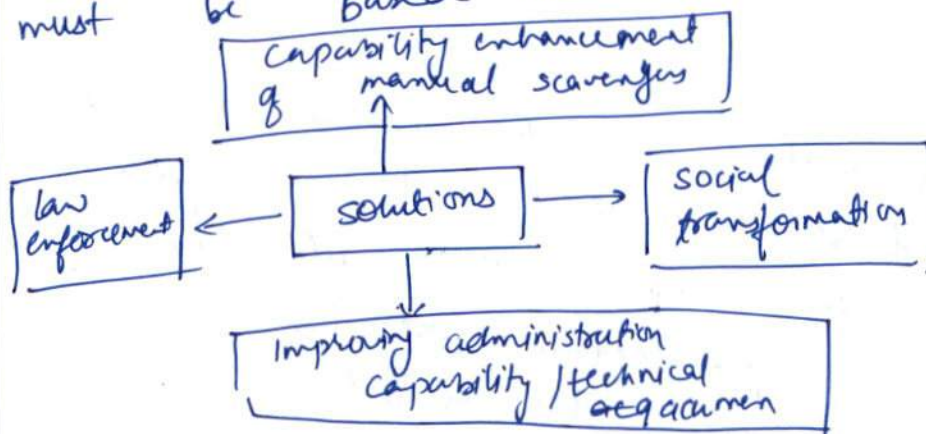 must be
capability enhancement
of manual scavengers
law
enforcement
solutions
social
transformation
Improving administration
capability / technical
acumen